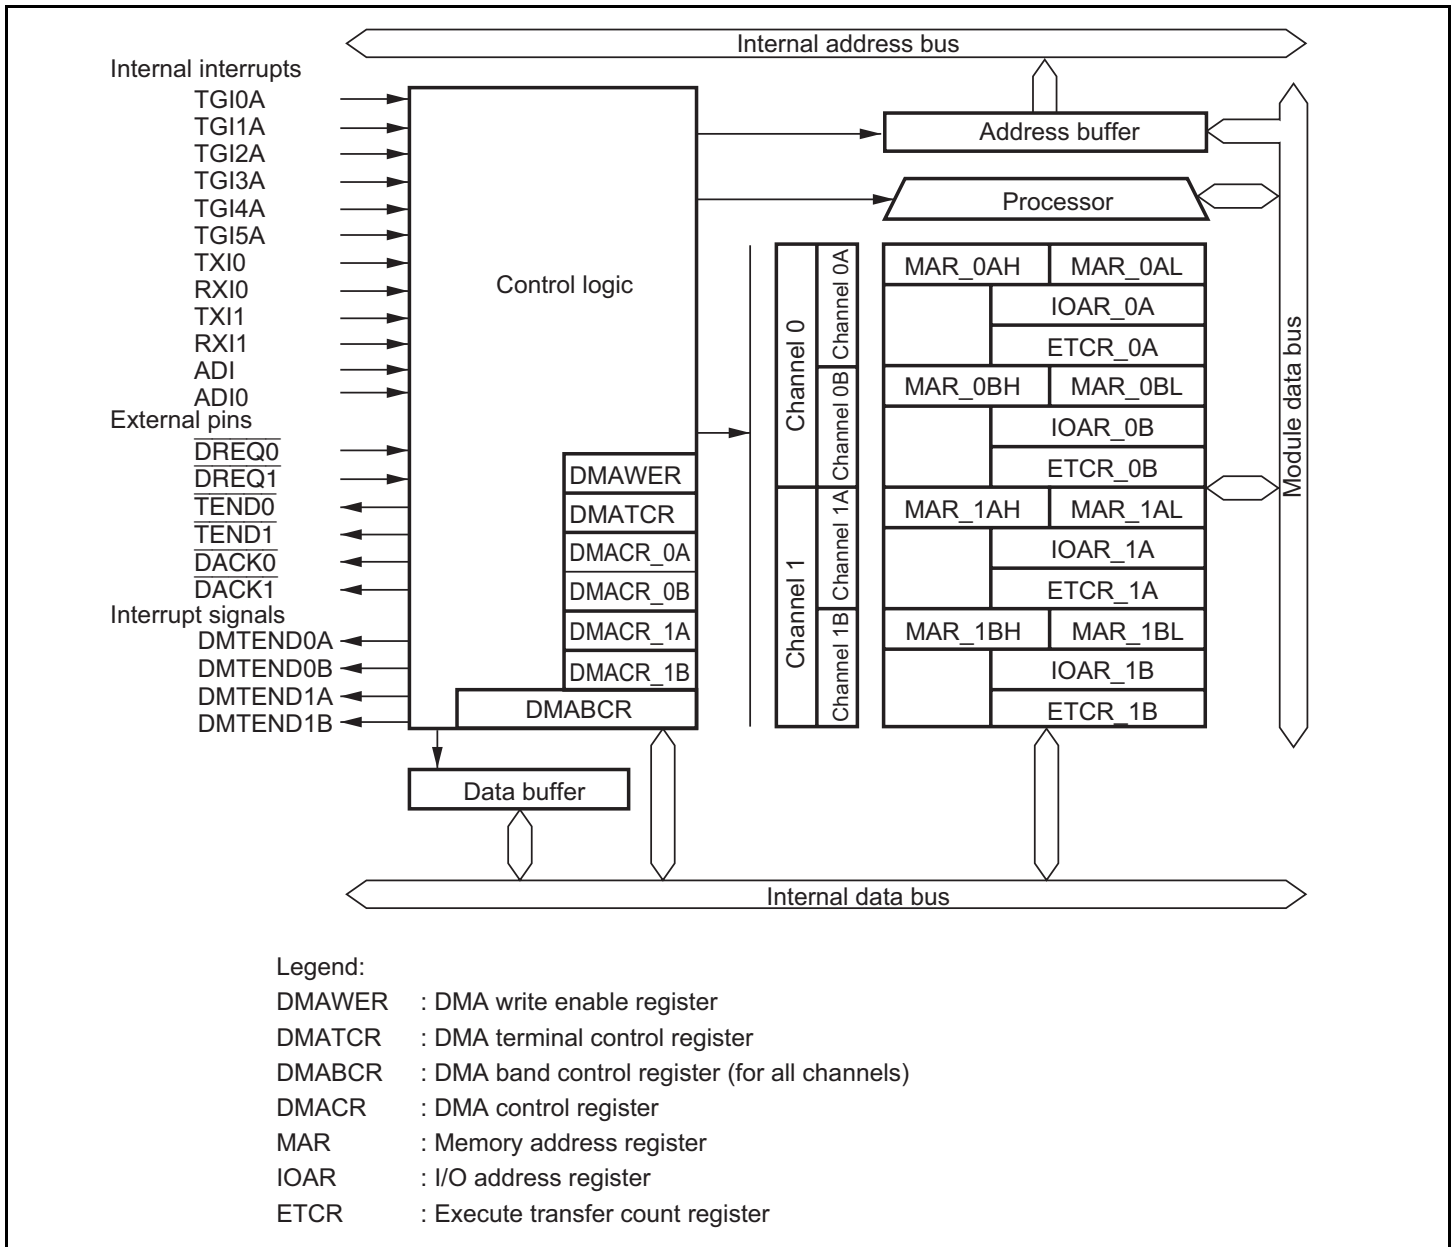 Internal address bus
Internal interrupts
TGI0A
TGI1A
TGI2A
TGI3A
TGI4A
TGI5A
TXI0
RXI0
TXI1
RXI1
ADI
ADI0
External pins
DREQ0
DREQ1
TEND0
TEND1
DACK0
DACK1
Interrupt signals
DMTEND0A
DMTEND0B
DMTEND1A
DMTEND1B
Control logic
DMAWER
DMATCR
DMACR_0A
DMACR_0B
DMACR_1A
DMACR_1B
DMABCR
Data buffer
Address buffer
Processor
Channel 0
Channel 0A
Channel 0B
Channel 1
Channel 1A
Channel 1B
MAR_0AH MAR_0AL
IOAR_0A
ETCR_0A
MAR_0BH MAR_0BL
IOAR_0B
ETCR_0B
MAR_1AH MAR_1AL
IOAR_1A
ETCR_1A
MAR_1BH MAR_1BL
IOAR_1B
ETCR_1B
Module data bus
Internal data bus
Legend:
DMAWER : DMA write enable register
DMATCR : DMA terminal control register
DMABCR : DMA band control register (for all channels)
DMACR : DMA control register
MAR : Memory address register
IOAR : I/O address register
ETCR : Execute transfer count register